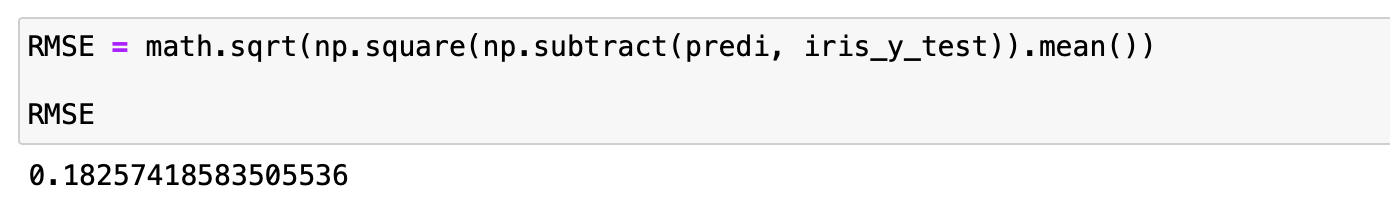 RMSE = math.sqrt(np.square(np.subtract(predi, iris_y_test)).mean())
RMSE
0.18257418583505536